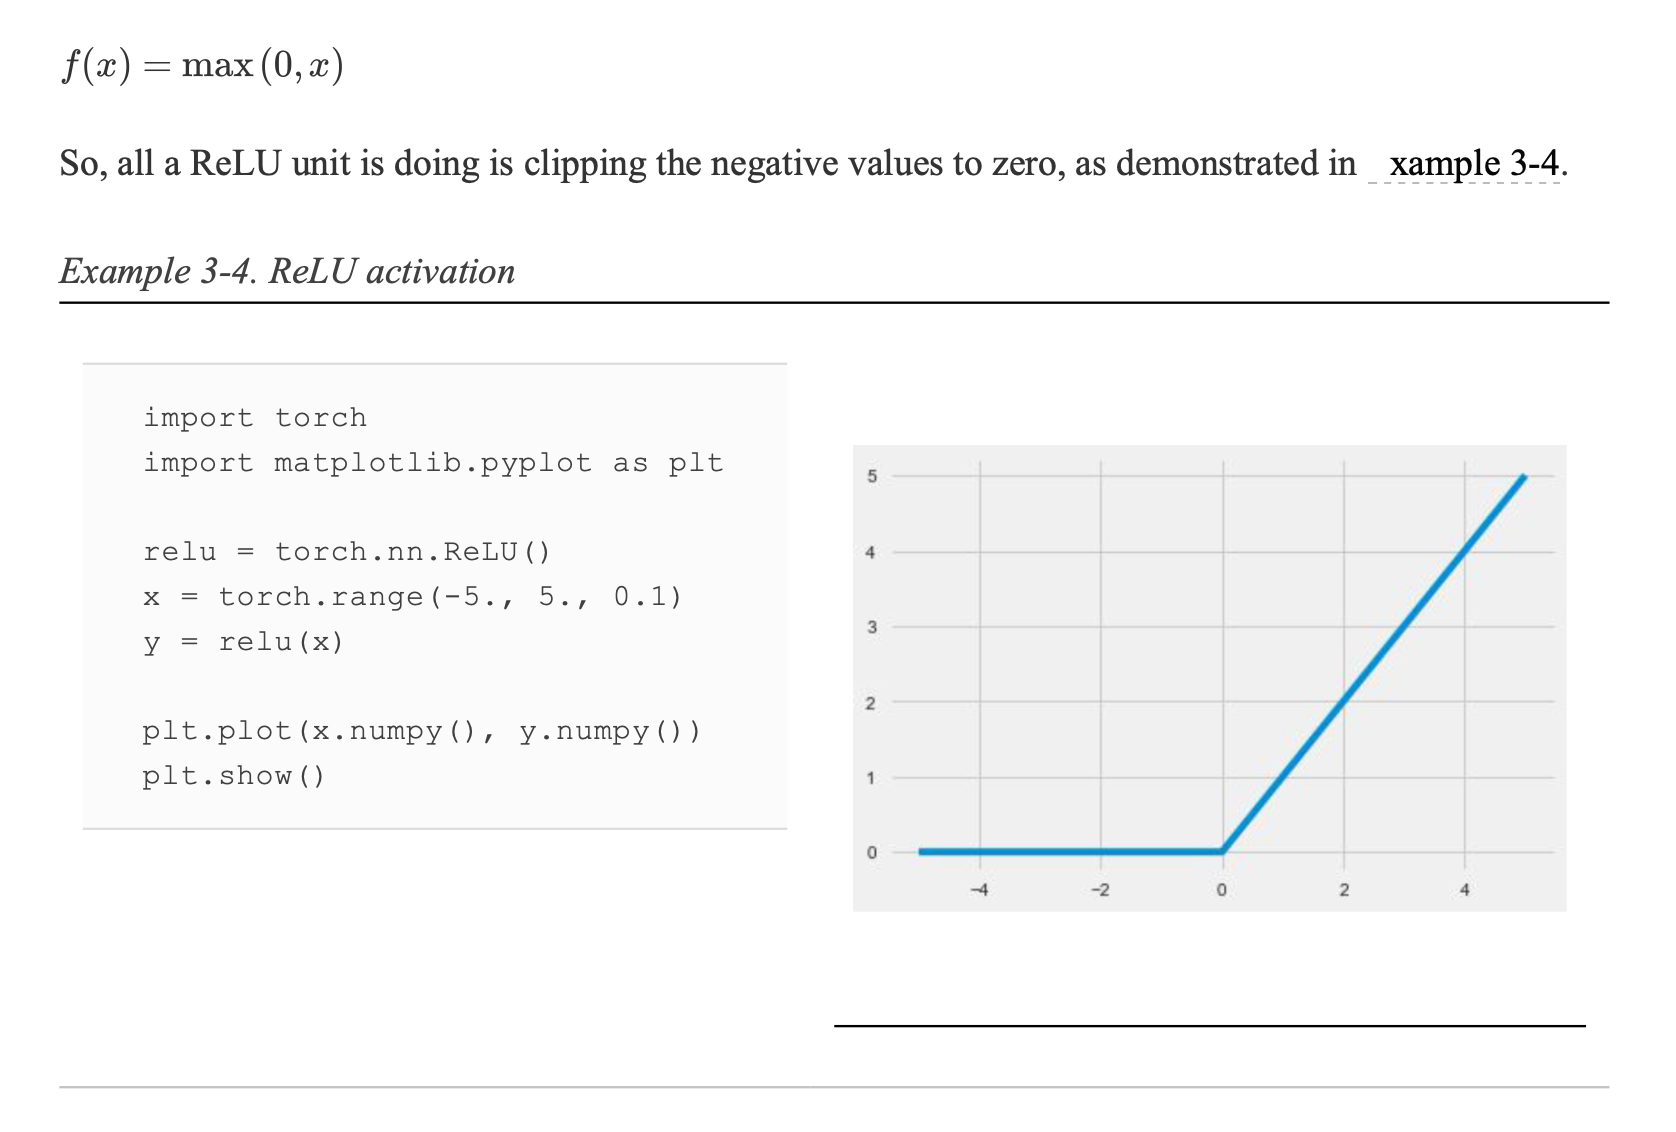 f(x) = max (0, x)
So, all a ReLU unit is doing is clipping the negative values to zero, as demonstrated in xample 3-4.
Example 3-4. ReLU activation
import torch
import matplotlib.pyplot as plt
relu = torch.nn.ReLU()
x = torch.range(-5., 5., 0.1)
y = relu(x)
plt.plot(x.numpy(), y.numpy())
plt.show()
5
4
3
2
1
0
−4 −2 0 2 4